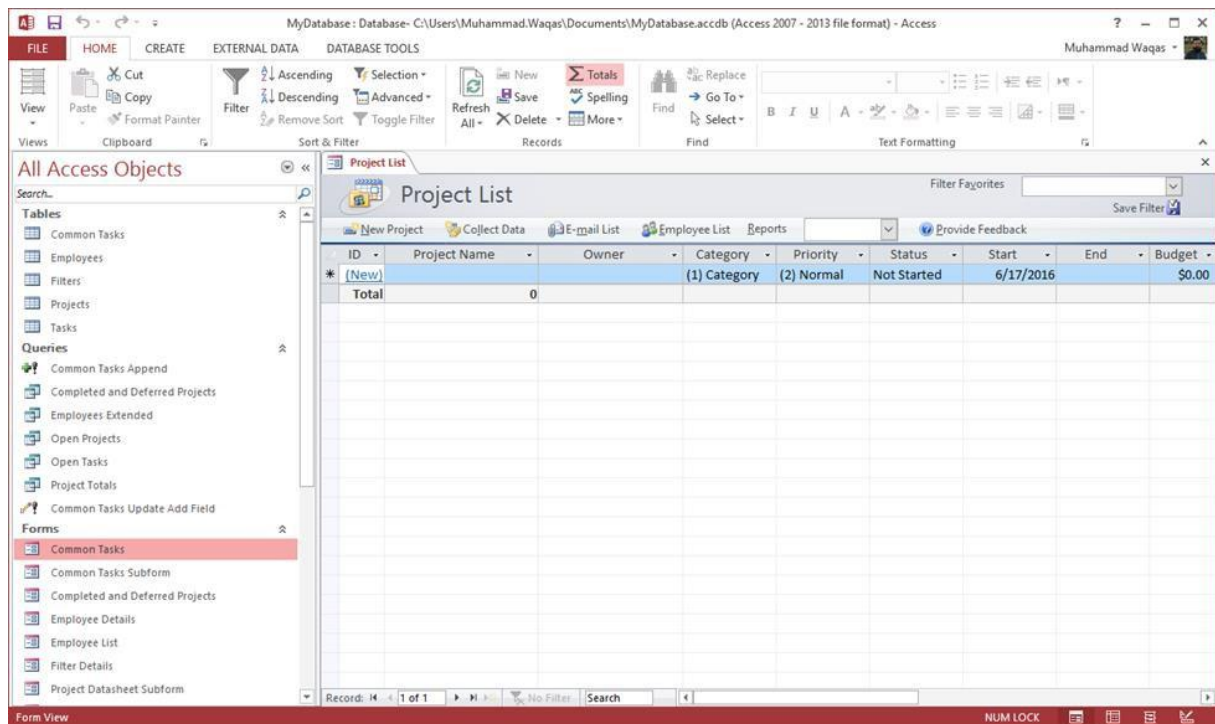 MyDatabase : Database- C:\Users\Muhammad.Waqas\Documents\MyDatabase.accdb (Access 2007 - 2013 file format) - Access
FILE HOME CREATE EXTERNAL DATA DATABASE TOOLS Muhammad Waqas
View
Views
Paste
Cut
Copy
Format Painter
Clipboard
Filter
Ascending
Descending
Remove Sort
Selection
Advanced
Toggle Filter
Sort & Filter
Refresh All
New
Save
Delete
Totals
Spelling
More
Records
Find
Replace
Go To
Select
Find
B I U A
Text Formatting
All Access Objects
Search...
Tables
Common Tasks
Employees
Filters
Projects
Tasks
Queries
Common Tasks Append
Completed and Deferred Projects
Employees Extended
Open Projects
Open Tasks
Project Totals
Common Tasks Update Add Field
Forms
Common Tasks
Common Tasks Subform
Completed and Deferred Projects
Employee Details
Employee List
Filter Details
Project Datasheet Subform
Project List
Project List
Filter Favorites
Save Filter
New Project Collect Data E-mail List Employee List Reports Provide Feedback
ID Project Name Owner Category Priority Status Start End Budget
* (New) (1) Category (2) Normal Not Started 6/17/2016 $0.00
Total 0
Record: 1 of 1 No Filter Search
Form View NUM LOCK